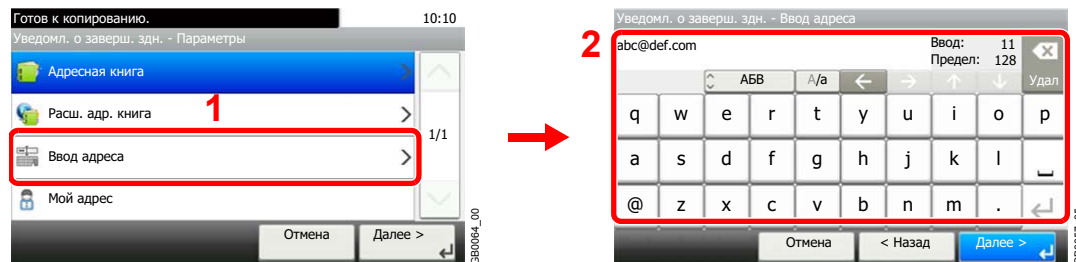 Готов к копированию. 10:10
Уведомл. о заверш. здн. - Параметры
Адресная книга
Расш. адр. книга
1
1/1
Ввод адреса
Мой адрес
Отмена Далее >
GB0064_00
Уведомл. о заверш. здн. - Ввод адреса
2
abc@def.com
Ввод: 11
Предел: 128
АБВ A/a Удал
q w e r t y u i o p
a s d f g h j k l
@ z x c v b n m .
Отмена < Назад Далее >